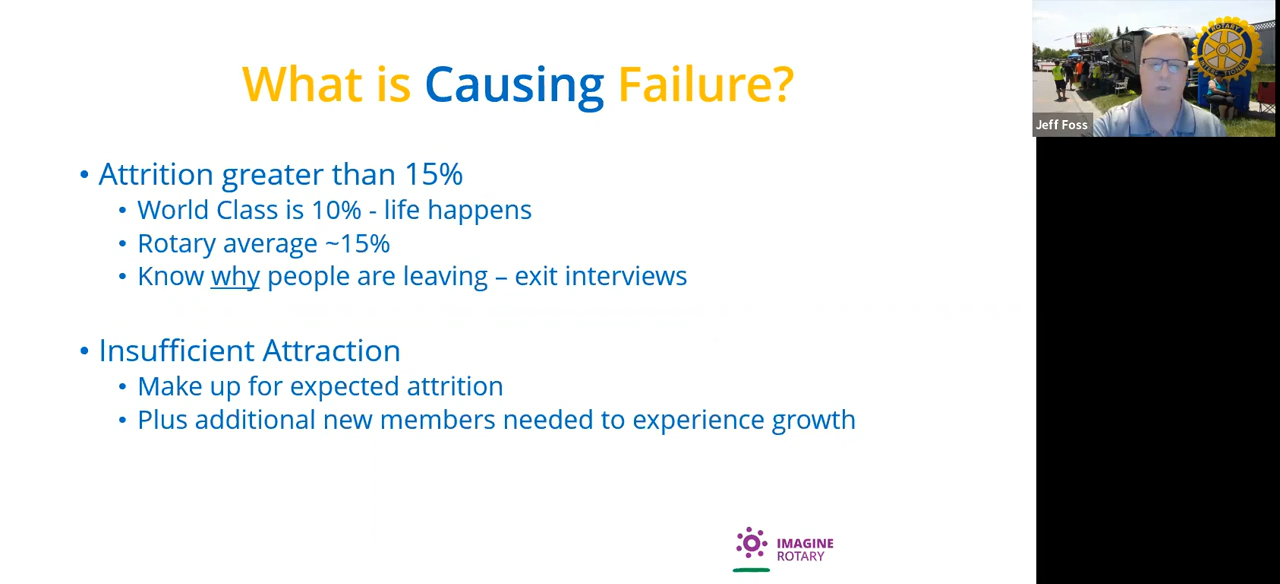 What is Causing Failure?
• Attrition greater than 15%
• World Class is 10% - life happens
• Rotary average ~15%
• Know why people are leaving – exit interviews
• Insufficient Attraction
• Make up for expected attrition
• Plus additional new members needed to experience growth
IMAGINE
ROTARY
Jeff Foss
ROTARY